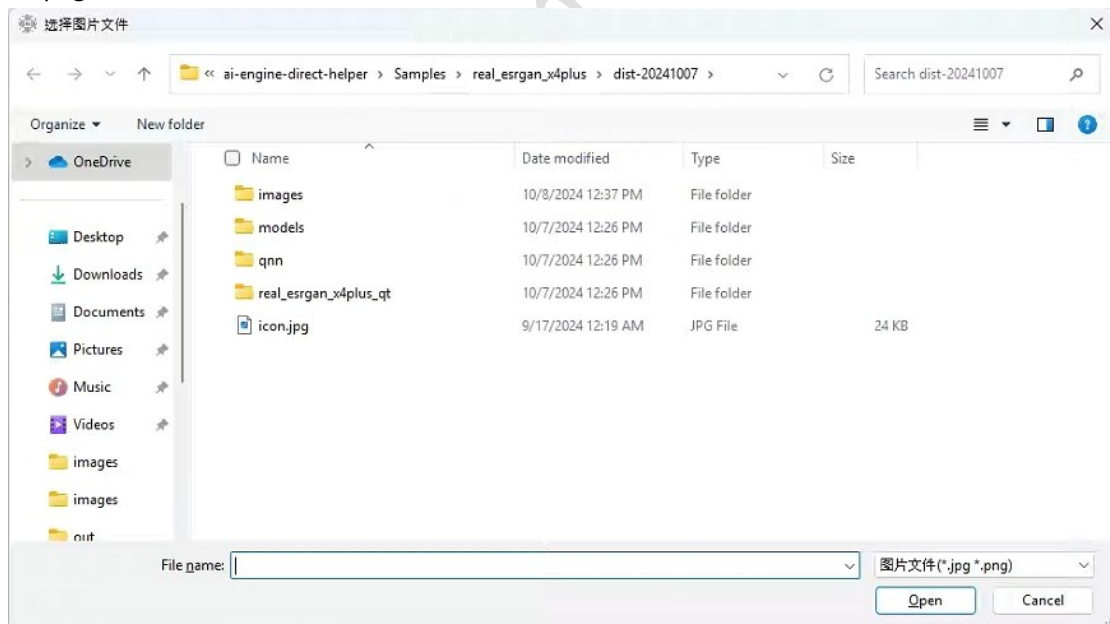 选择图片文件
« ai-engine-direct-helper > Samples > real_esrgan_x4plus > dist-20241007 >
Search dist-20241007
Organize
New folder
OneDrive
Name Date modified Type Size
images 10/8/2024 12:37 PM File folder
models 10/7/2024 12:26 PM File folder
qnn 10/7/2024 12:26 PM File folder
real_esrgan_x4plus_qt 10/7/2024 12:26 PM File folder
icon.jpg 9/17/2024 12:19 AM JPG File 24 KB
Desktop
Downloads
Documents
Pictures
Music
Videos
images
images
out
File name:
图片文件(*.jpg *.png)
Open
Cancel